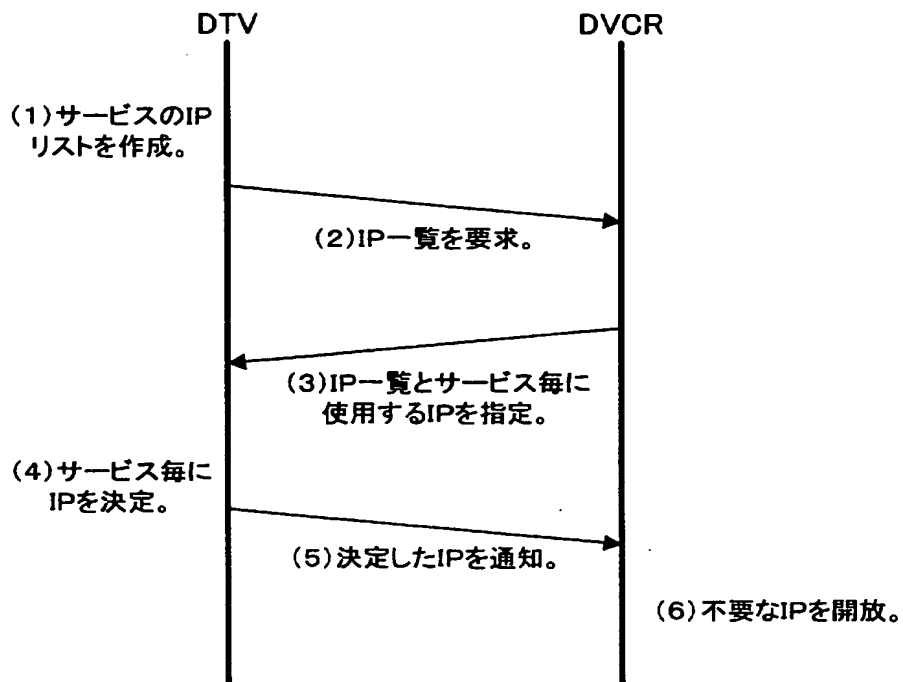 DTV
DVCR
(1)サービスのIP
リストを作成。
(2)IP一覧を要求。
(3)IP一覧とサービス毎に
使用するIPを指定。
(4)サービス毎に
IPを決定。
(5)決定したIPを通知。
(6)不要なIPを開放。